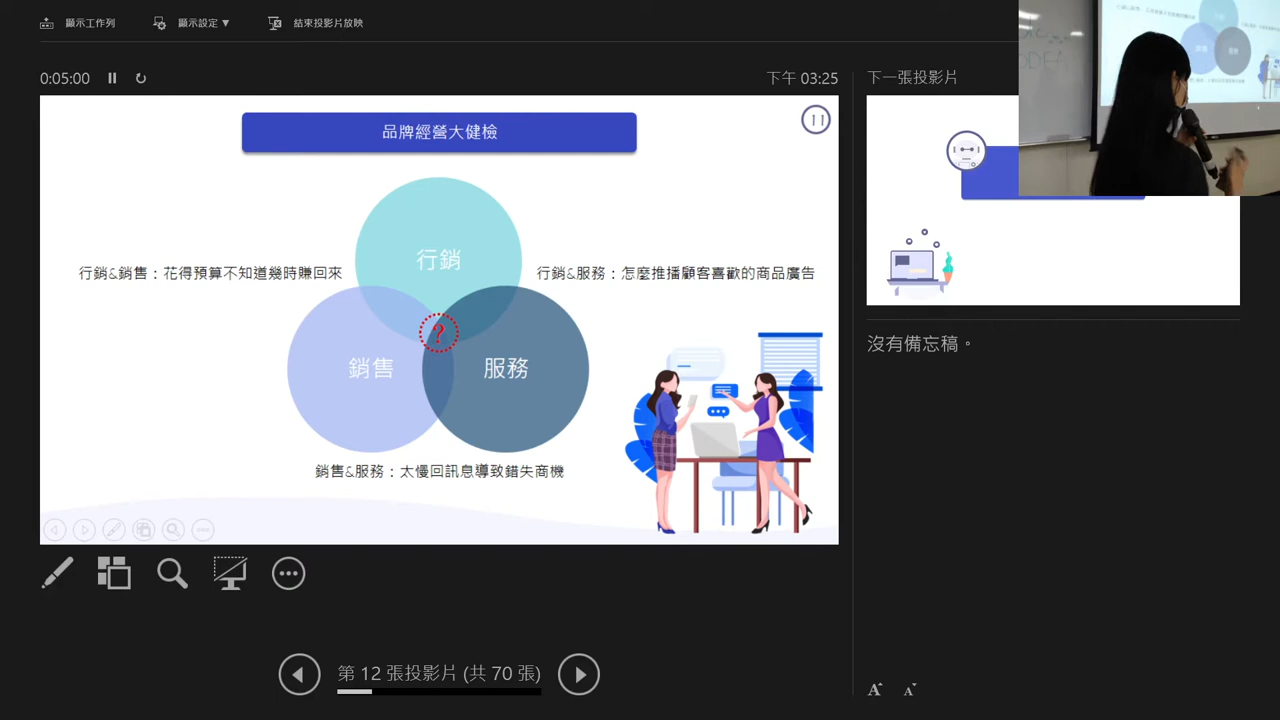 顯示工作列
顯示設定 ▼
結束投影片放映
0:05:00
下午 03:25
下一張投影片
品牌經營大健檢
11
行銷
行銷&銷售：花得預算不知道幾時賺回來
行銷&服務：怎麼推播顧客喜歡的商品廣告
?
銷售
服務
銷售&服務：太慢回訊息導致錯失商機
沒有備忘稿。
第 12 張投影片 (共 70 張)
A
A